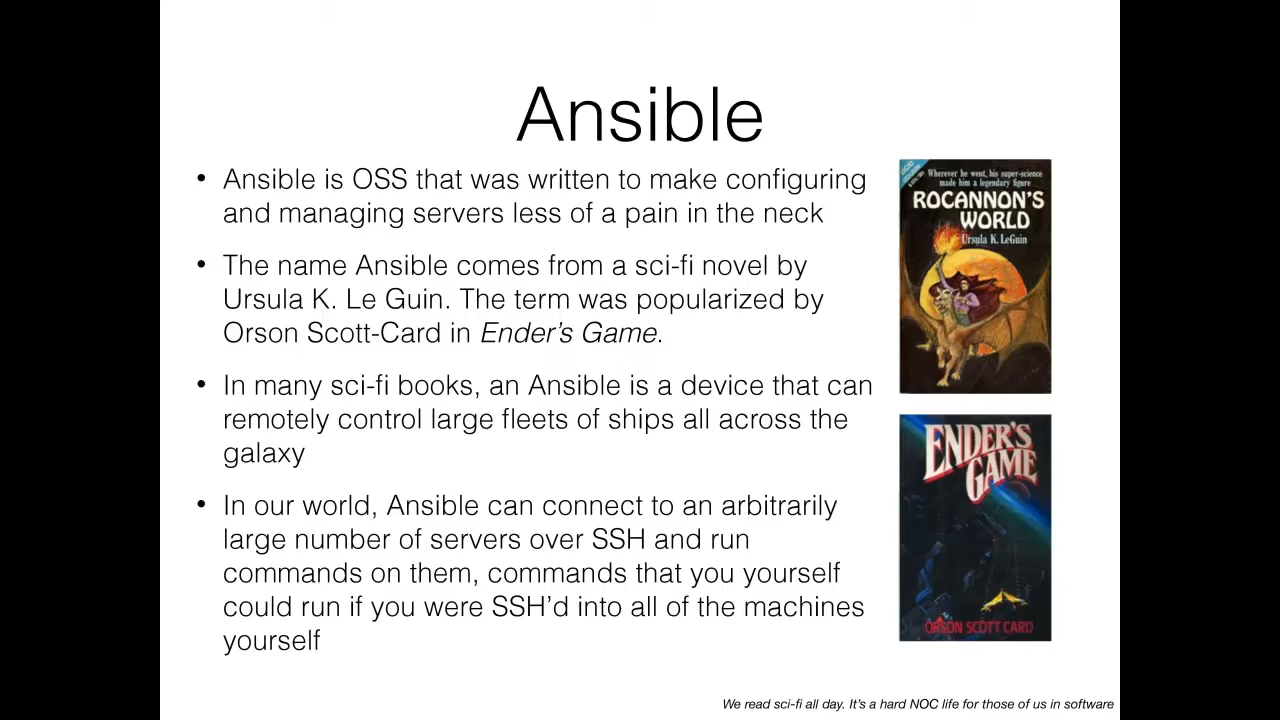 Ansible
• Ansible is OSS that was written to make configuring
and managing servers less of a pain in the neck
• The name Ansible comes from a sci-fi novel by
Ursula K. Le Guin. The term was popularized by
Orson Scott-Card in Ender's Game.
• In many sci-fi books, an Ansible is a device that can
remotely control large fleets of ships all across the
galaxy
• In our world, Ansible can connect to an arbitrarily
large number of servers over SSH and run
commands on them, commands that you yourself
could run if you were SSH'd into all of the machines
yourself
Wherever he went, his super-science
made him a legendary figure
ROCANNON'S
WORLD
Ursula K. LeGuin
ENDER'S
GAME
ORSON SCOTT CARD
We read sci-fi all day. It's a hard NOC life for those of us in software